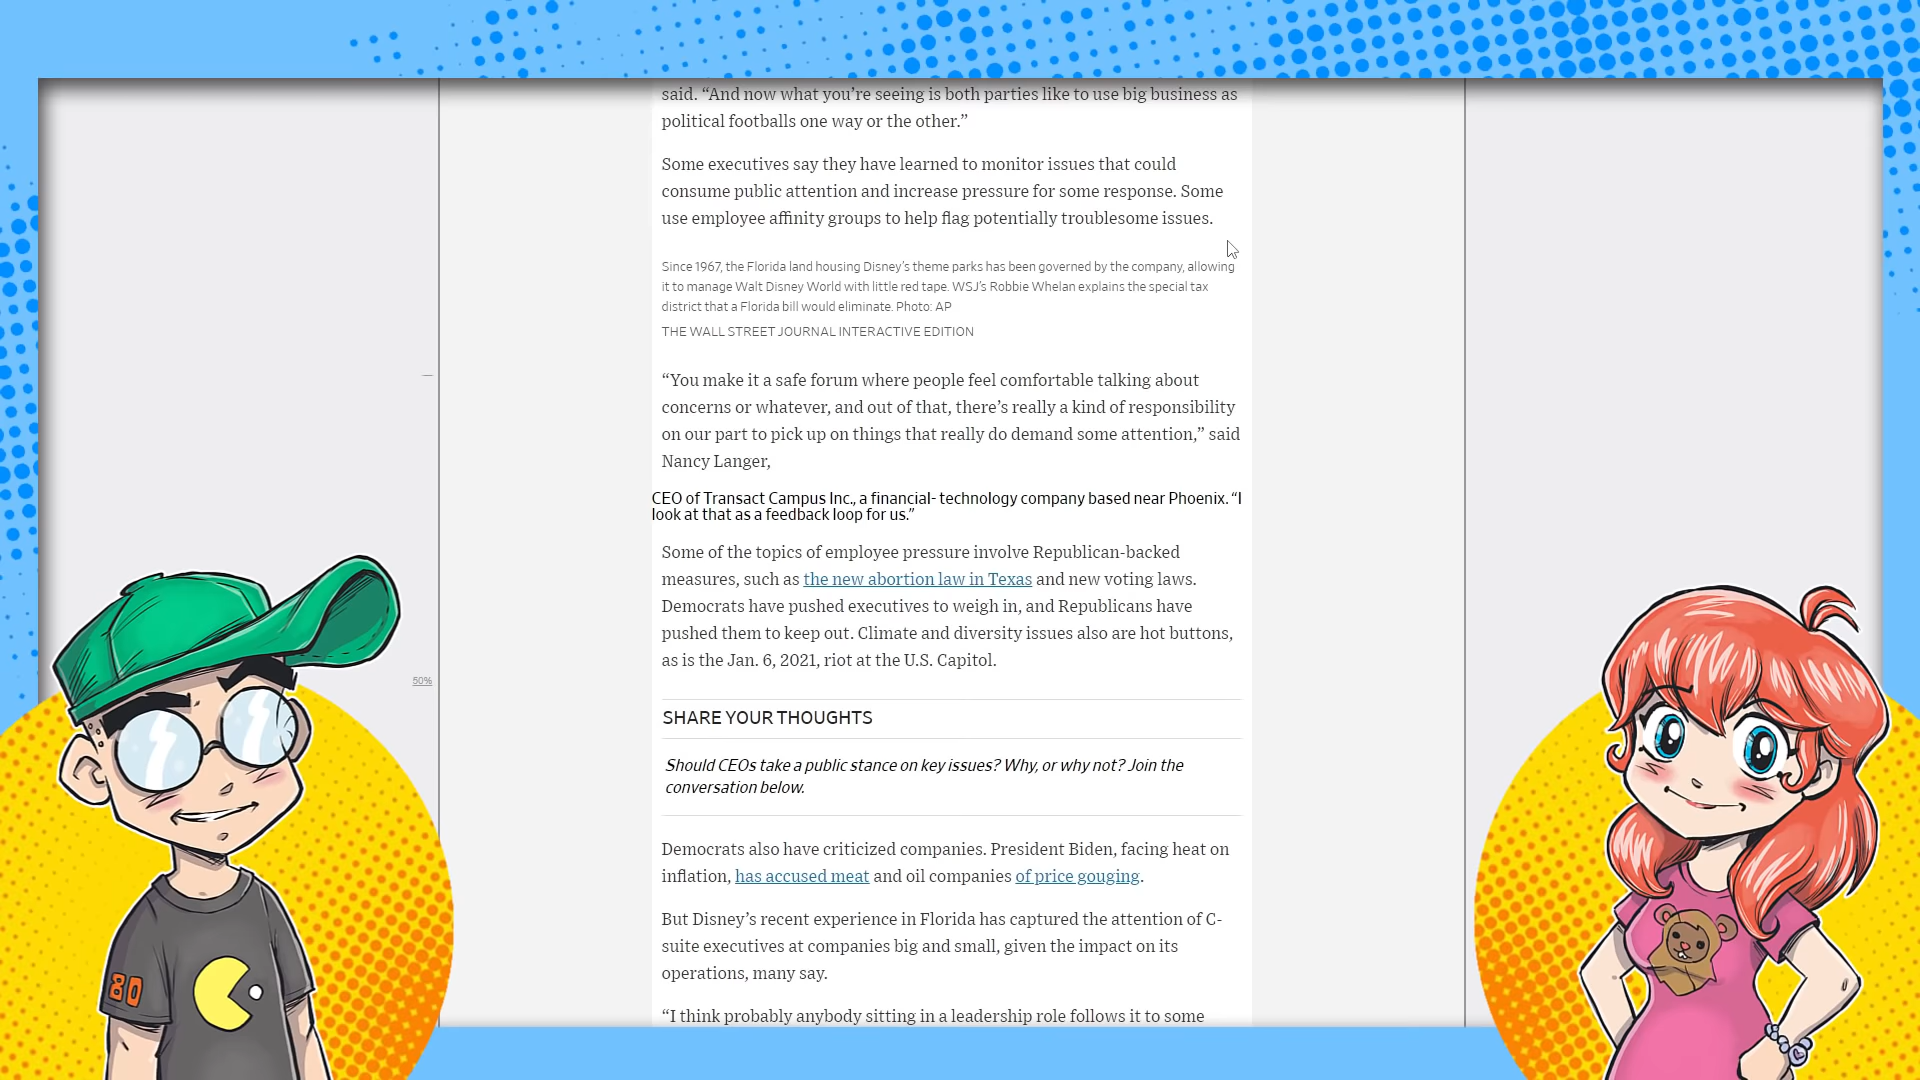 said. “And now what you’re seeing is both parties like to use big business as
political footballs one way or the other.”
Some executives say they have learned to monitor issues that could
consume public attention and increase pressure for some response. Some
use employee affinity groups to help flag potentially troublesome issues.
Since 1967, the Florida land housing Disney’s theme parks has been governed by the company, allowing
it to manage Walt Disney World with little red tape. WSJ’s Robbie Whelan explains the special tax
district that a Florida bill would eliminate. Photo: AP
THE WALL STREET JOURNAL INTERACTIVE EDITION
“You make it a safe forum where people feel comfortable talking about
concerns or whatever, and out of that, there’s really a kind of responsibility
on our part to pick up on things that really do demand some attention,” said
Nancy Langer,
CEO of Transact Campus Inc., a financial- technology company based near Phoenix. “I
look at that as a feedback loop for us.”
Some of the topics of employee pressure involve Republican-backed
measures, such as the new abortion law in Texas and new voting laws.
Democrats have pushed executives to weigh in, and Republicans have
pushed them to keep out. Climate and diversity issues also are hot buttons,
as is the Jan. 6, 2021, riot at the U.S. Capitol.
50%
SHARE YOUR THOUGHTS
Should CEOs take a public stance on key issues? Why, or why not? Join the
conversation below.
Democrats also have criticized companies. President Biden, facing heat on
inflation, has accused meat and oil companies of price gouging.
But Disney’s recent experience in Florida has captured the attention of C-
suite executives at companies big and small, given the impact on its
operations, many say.
80
“I think probably anybody sitting in a leadership role follows it to some